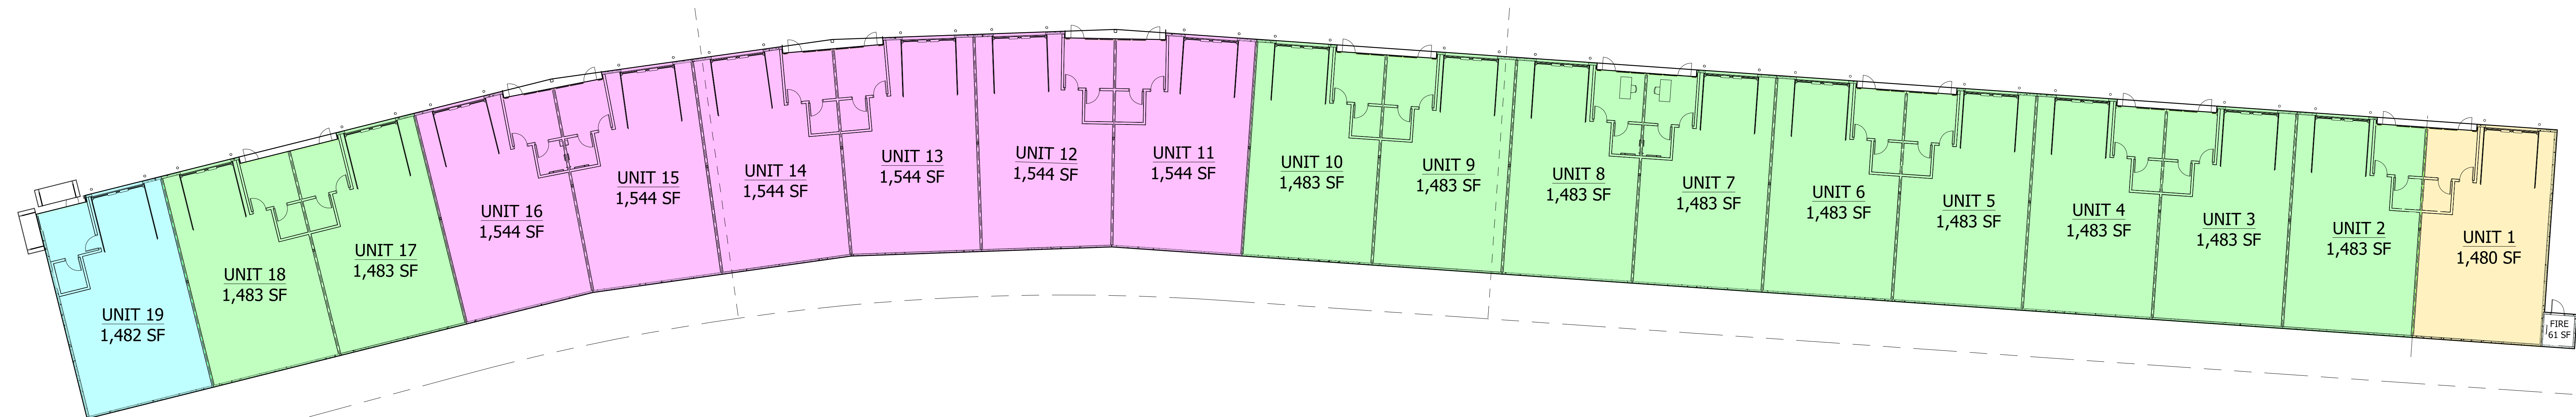 UNIT 19
1,482 SF
UNIT 18
1,483 SF
UNIT 17
1,483 SF
UNIT 16
1,544 SF
UNIT 15
1,544 SF
UNIT 14
1,544 SF
UNIT 13
1,544 SF
UNIT 12
1,544 SF
UNIT 11
1,544 SF
UNIT 10
1,483 SF
UNIT 9
1,483 SF
UNIT 8
1,483 SF
UNIT 7
1,483 SF
UNIT 6
1,483 SF
UNIT 5
1,483 SF
UNIT 4
1,483 SF
UNIT 3
1,483 SF
UNIT 2
1,483 SF
UNIT 1
1,480 SF
FIRE
61 SF